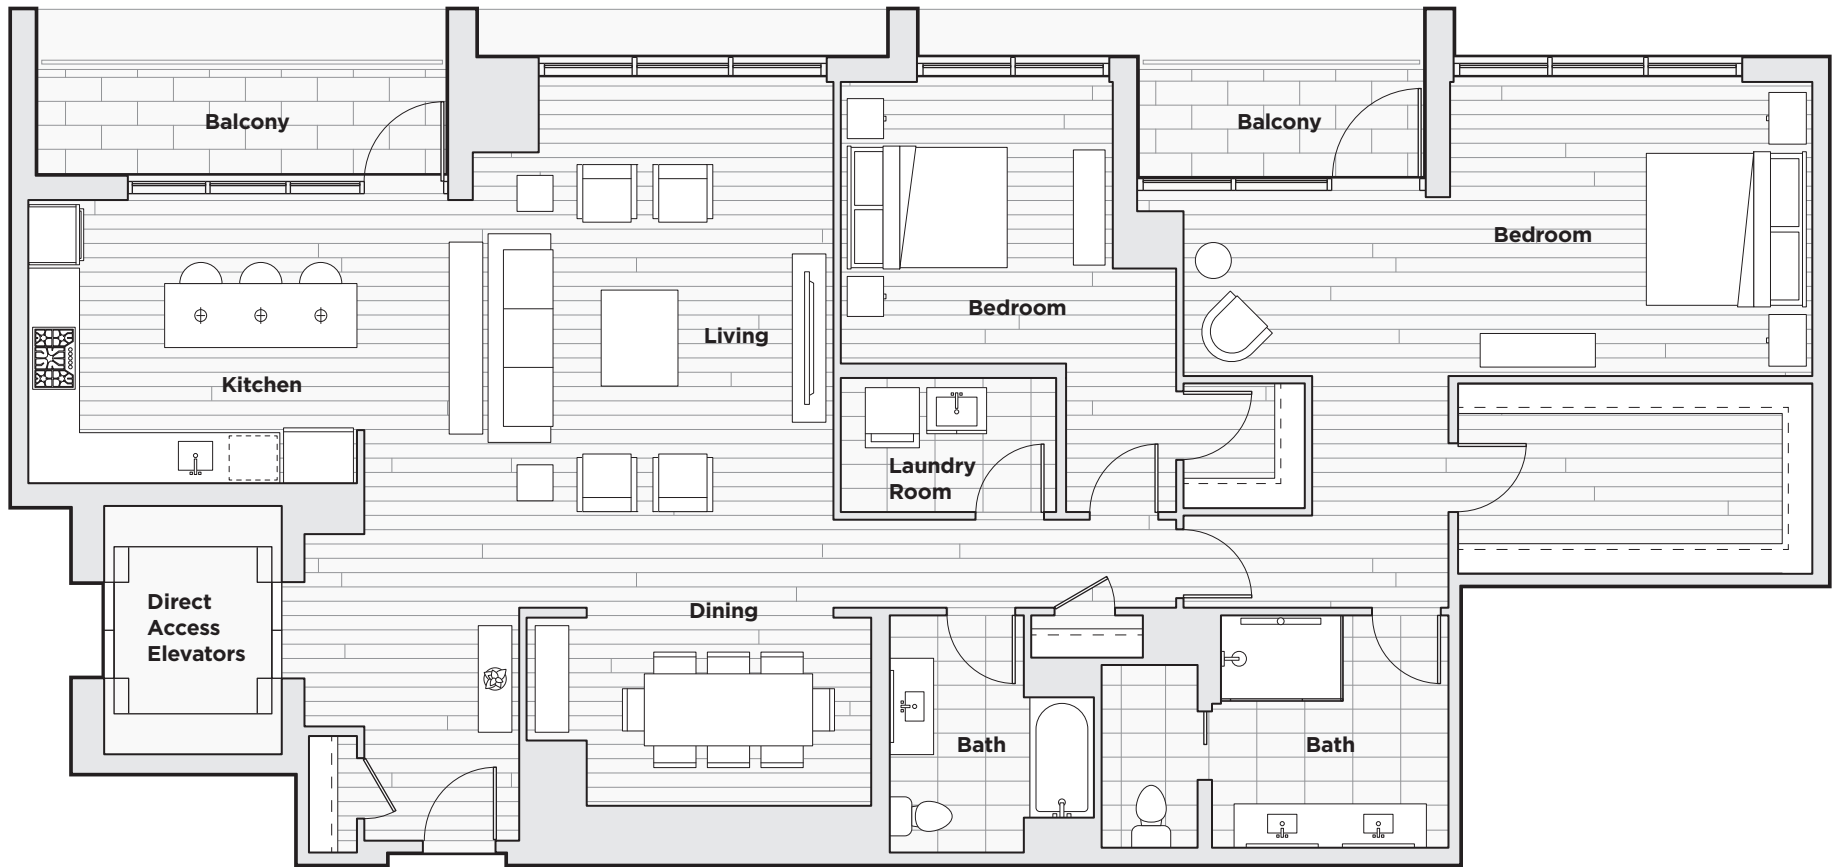 Balcony
Balcony
Bedroom
Bedroom
Living
Kitchen
Laundry
Room
Direct
Access
Elevators
Dining
Bath
Bath